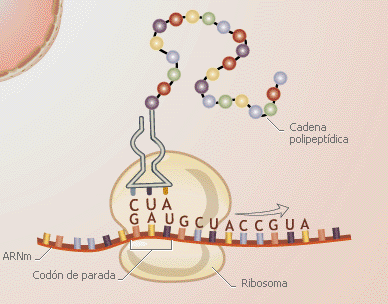 Cadena
polipeptídica
CUA
GAUGCUACCGUA
ARNm
Codón de parada
Ribosoma